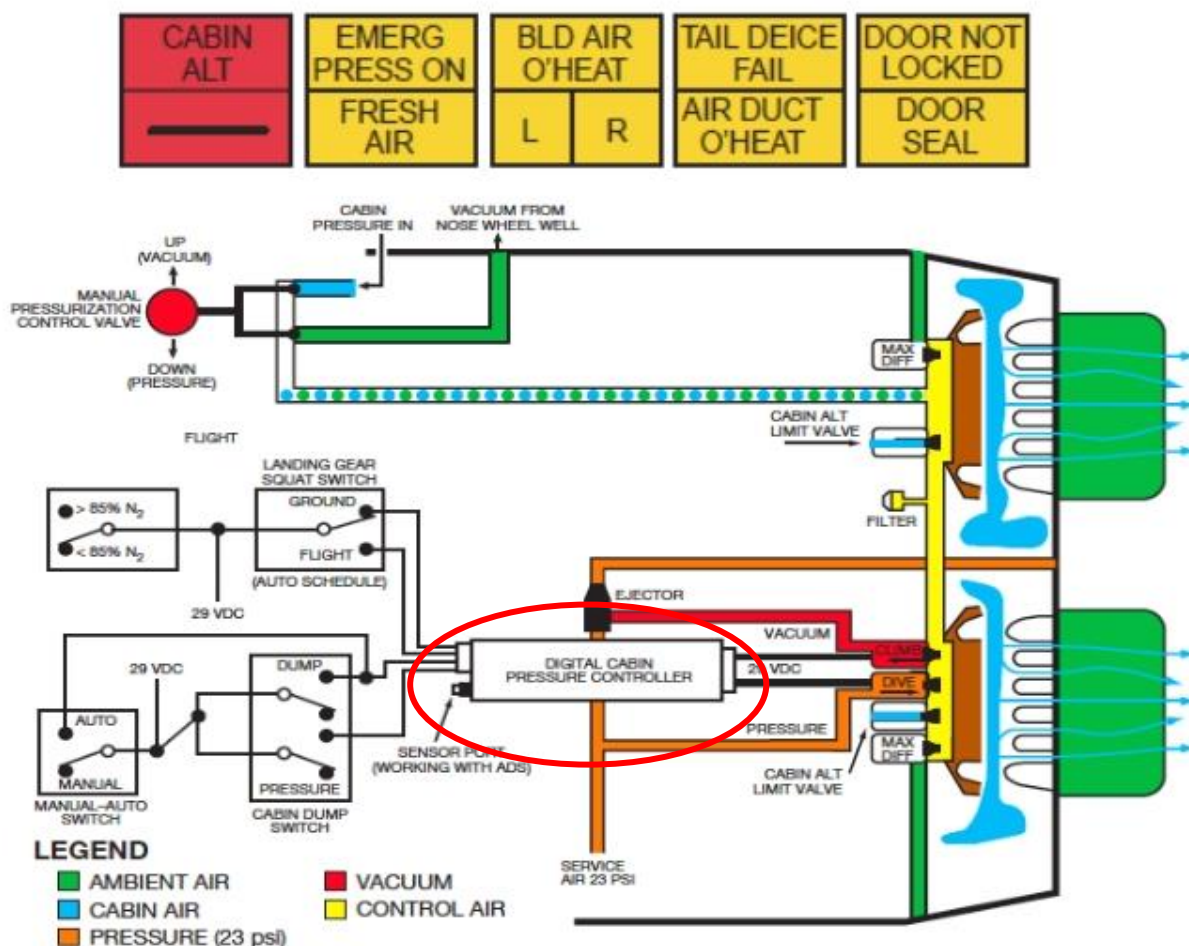 CABIN
ALT
EMERG
PRESS ON
FRESH
AIR
BLD AIR
O'HEAT
L
R
TAIL DEICE
FAIL
AIR DUCT
O'HEAT
DOOR NOT
LOCKED
DOOR
SEAL
CABIN
PRESSURE IN
VACUUM FROM
NOSE WHEEL WELL
UP
(VACUUM)
MANUAL
PRESSURIZATION
CONTROL VALVE
DOWN
(PRESSURE)
MAX
DIFF
CABIN ALT
LIMIT VALVE
FLIGHT
LANDING GEAR
SQUAT SWITCH
> 85% N2
< 85% N2
GROUND
FLIGHT
(AUTO SCHEDULE)
29 VDC
FILTER
EJECTOR
VACUUM
CLIMB
DIGITAL CABIN
PRESSURE CONTROLLER
29 VDC
DIVE
PRESSURE
SENSOR PORT
(WORKING WITH ADS)
MAX
DIFF
CABIN ALT
LIMIT VALVE
29 VDC
DUMP
AUTO
MANUAL
PRESSURE
MANUAL-AUTO
SWITCH
CABIN DUMP
SWITCH
SERVICE
AIR 23 PSI
LEGEND
AMBIENT AIR
VACUUM
CABIN AIR
CONTROL AIR
PRESSURE (23 psi)